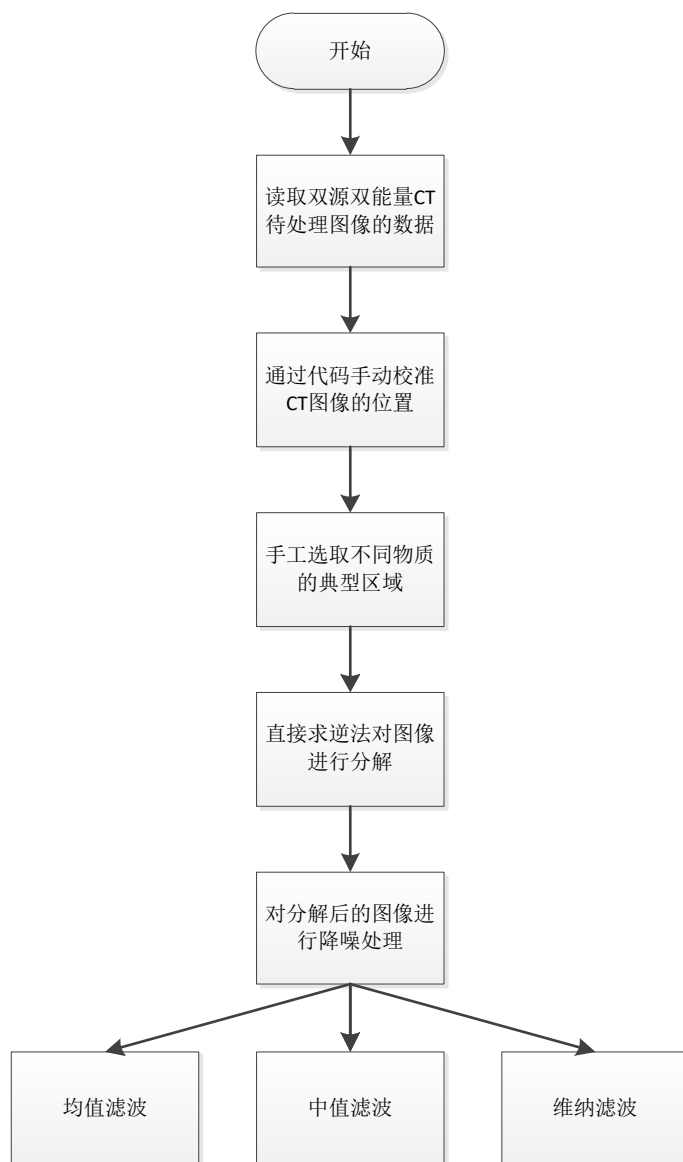 开始
读取双源双能量CT
待处理图像的数据
通过代码手动校准
CT图像的位置
手工选取不同物质
的典型区域
直接求逆法对图像
进行分解
对分解后的图像进
行降噪处理
均值滤波
中值滤波
维纳滤波